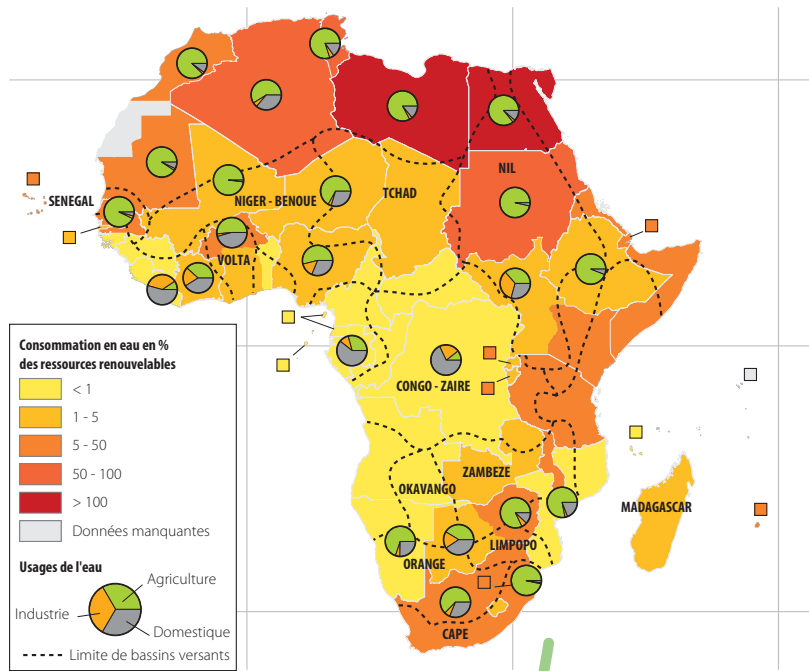 NIL
TCHAD
SENEGAL
NIGER - BENOUE
VOLTA
Consommation en eau en %
des ressources renouvelables
< 1
1 - 5
5 - 50
50 - 100
> 100
Données manquantes
Usages de l'eau
Agriculture
Industrie
Domestique
Limite de bassins versants
CONGO - ZAIRE
ZAMBEZE
OKAVANGO
MADAGASCAR
LIMPOPO
ORANGE
CAPE